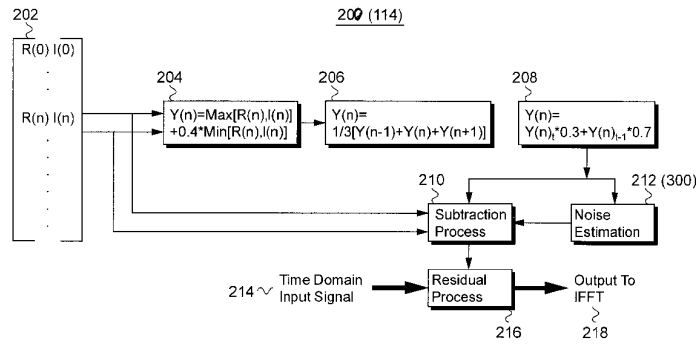 200 (114)
202
R(0) I(0)
R(n) I(n)
204
Y(n)=Max[R(n),I(n)]
+0.4*Min[R(n),I(n)]
206
Y(n)=
1/3[Y(n-1)+Y(n)+Y(n+1)]
208
Y(n)=
Y(n)t*0.3+Y(n)t-1*0.7
210
Subtraction
Process
212 (300)
Noise
Estimation
214
Time Domain
Input Signal
Residual
Process
216
Output To
IFFT
218